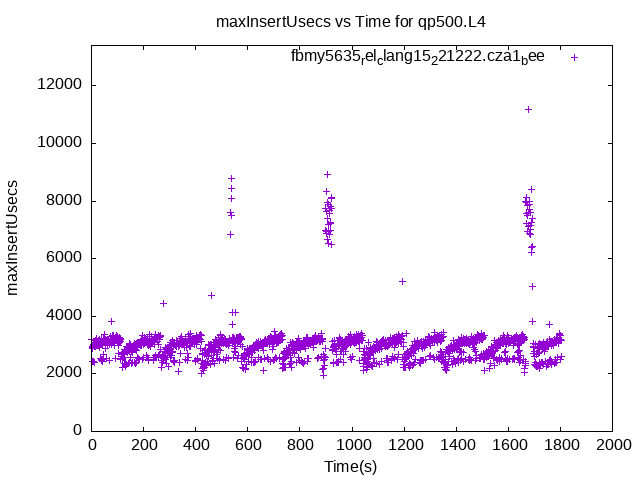 maxInsertUsecs vs Time for qp500.L4
fbmy5635relclang15221222.cza1bee
12000
10000
8000
6000
4000
2000
0
maxInsertUsecs
0 200 400 600 800 1000 1200 1400 1600 1800 2000
Time(s)